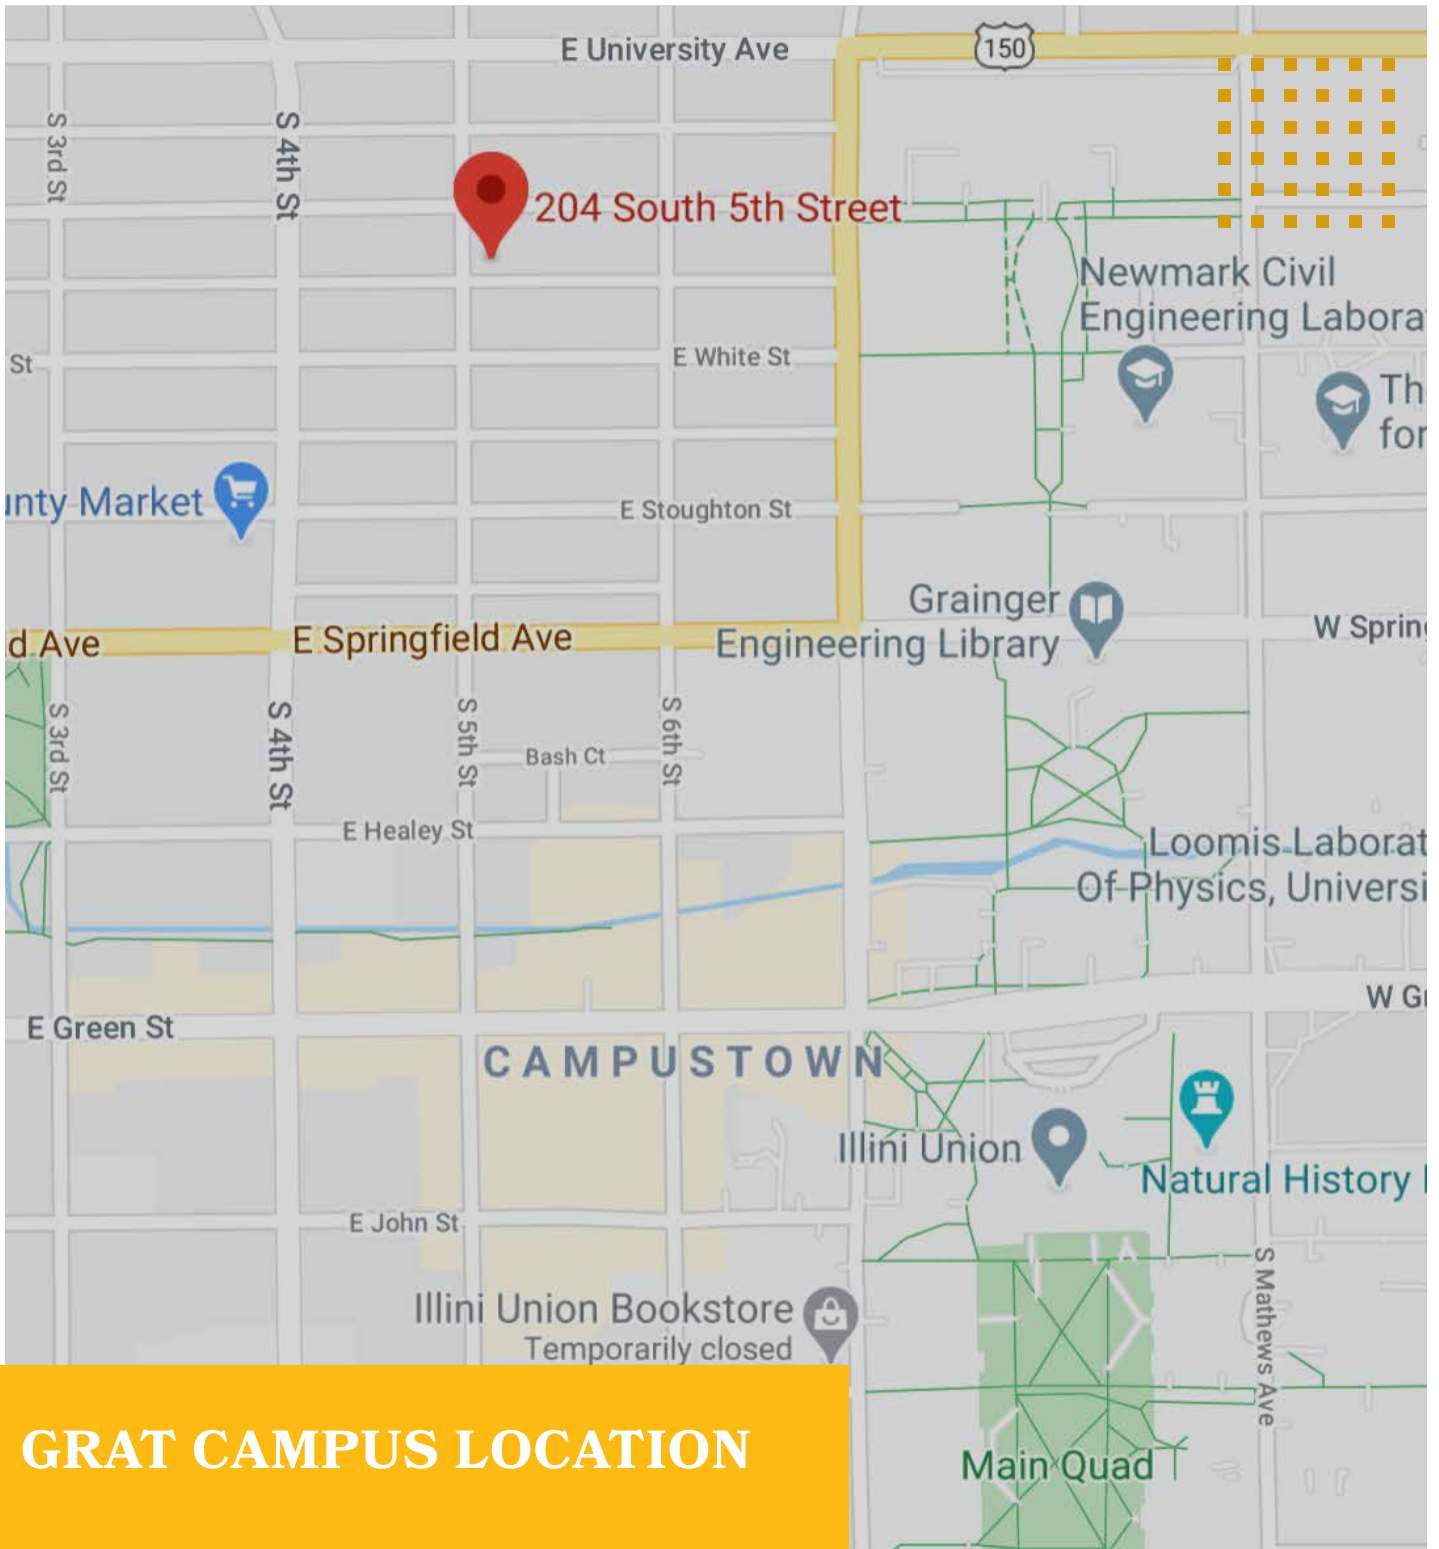 E University Ave
150
S 3rd St
S 4th St
204 South 5th Street
Newmark Civil
Engineering Labora
St
E White St
Th
for
unty Market
E Stoughton St
Grainger
Engineering Library
d Ave
E Springfield Ave
W Spring
S 3rd St
S 4th St
S 5th St
S 6th St
Bash Ct
E Healey St
Loomis Laborat
Of Physics, Universi
E Green St
W Gr
CAMPUSTOWN
Illini Union
Natural History
E John St
Illini Union Bookstore
Temporarily closed
S Mathews Ave
GRAT CAMPUS LOCATION
Main Quad